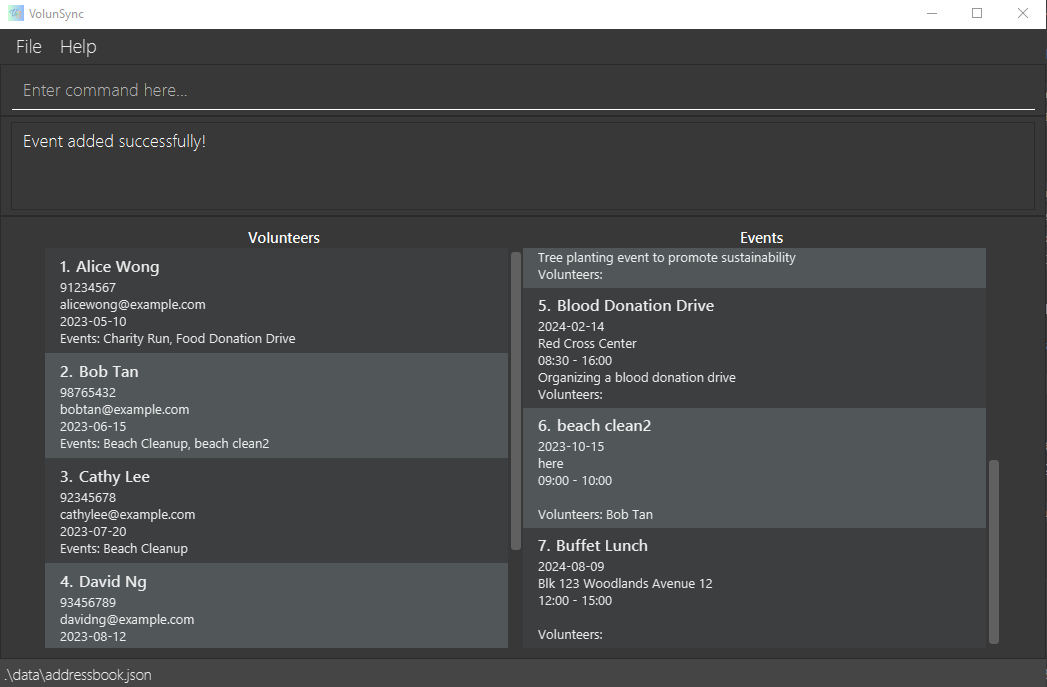 VolunSync
File Help
Enter command here...
Event added successfully!
Volunteers
1. Alice Wong
91234567
alicewong@example.com
2023-05-10
Events: Charity Run, Food Donation Drive
2. Bob Tan
98765432
bobtan@example.com
2023-06-15
Events: Beach Cleanup, beach clean2
3. Cathy Lee
92345678
cathylee@example.com
2023-07-20
Events: Beach Cleanup
4. David Ng
93456789
davidng@example.com
2023-08-12
Events
Tree planting event to promote sustainability
Volunteers:
5. Blood Donation Drive
2024-02-14
Red Cross Center
08:30 - 16:00
Organizing a blood donation drive
Volunteers:
6. beach clean2
2023-10-15
here
09:00 - 10:00
Volunteers: Bob Tan
7. Buffet Lunch
2024-08-09
Blk 123 Woodlands Avenue 12
12:00 - 15:00
Volunteers:
.\data\addressbook.json